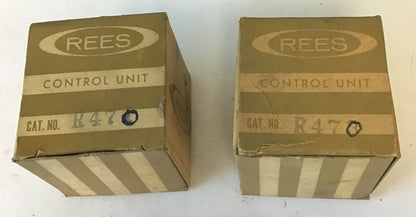 REES
CONTROL UNIT
CAT. NO. R470
REES
CONTROL UNIT
CAT. NO. R470